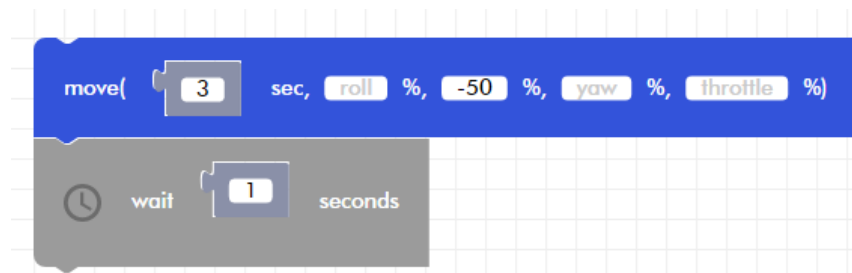 move( 3 sec, roll %, -50 %, yaw %, throttle %)
wait 1 seconds